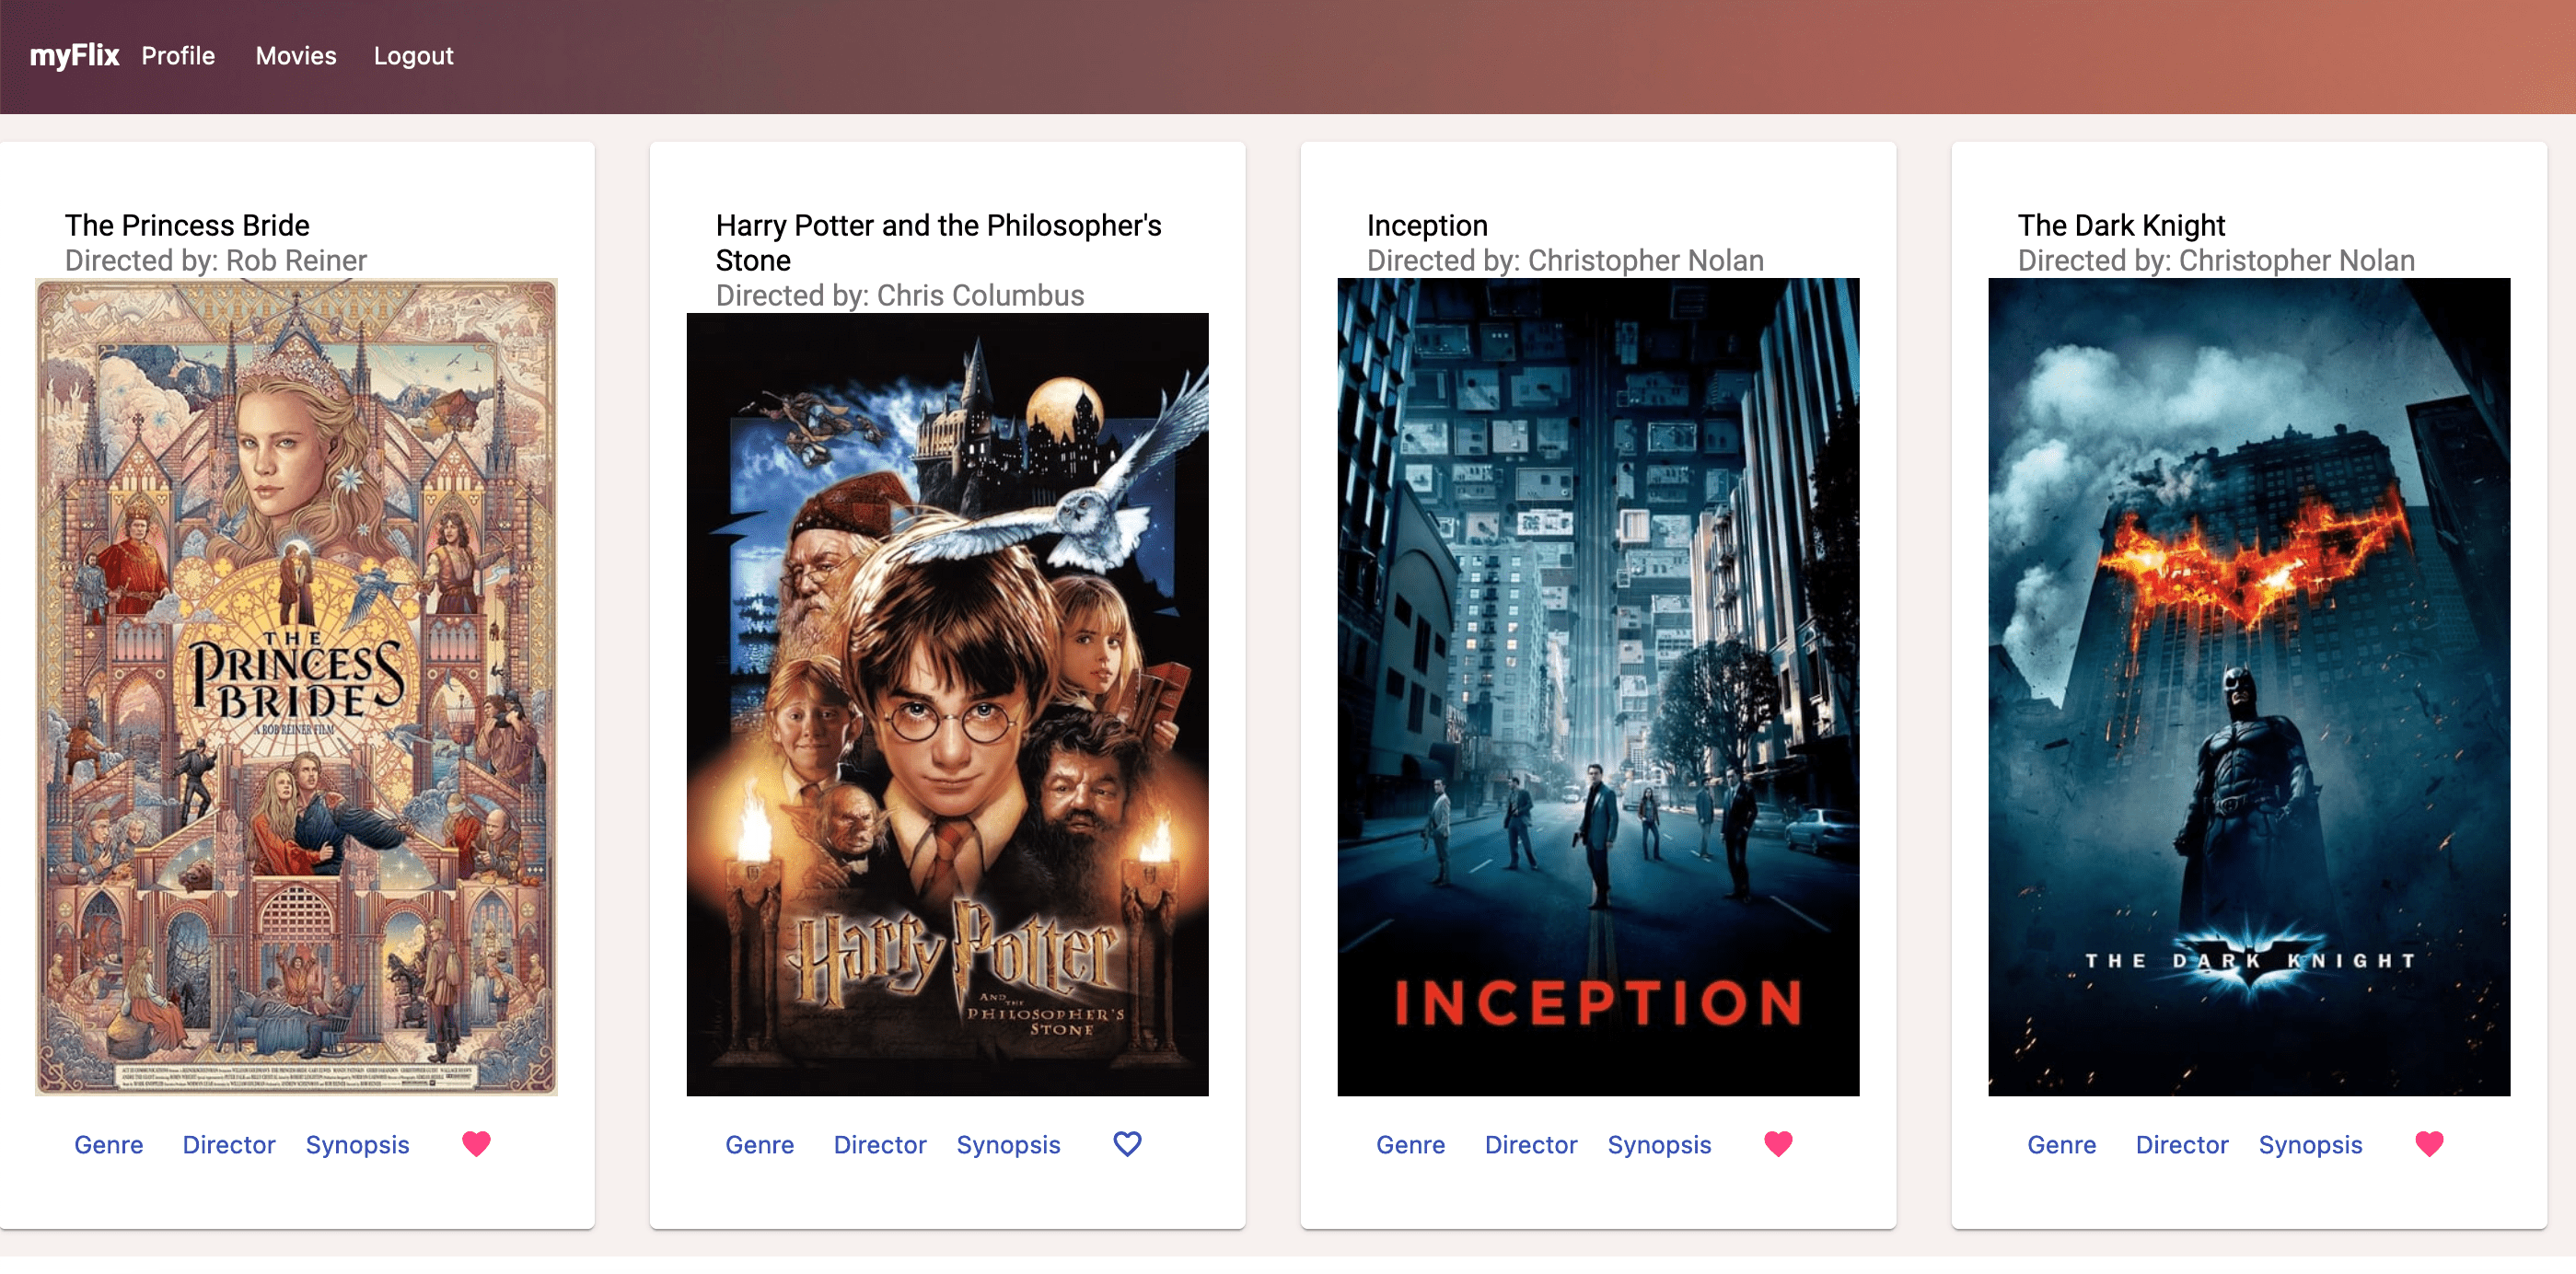 myFlix Profile Movies Logout
The Princess Bride
Directed by: Rob Reiner
THE
PRINCESS
BRIDE
A ROB REINER FILM
Genre Director Synopsis
Harry Potter and the Philosopher's
Stone
Directed by: Chris Columbus
Harry Potter
AND THE
PHILOSOPHER'S
STONE
Genre Director Synopsis
Inception
Directed by: Christopher Nolan
INCEPTION
Genre Director Synopsis
The Dark Knight
Directed by: Christopher Nolan
THE DARK KNIGHT
Genre Director Synopsis